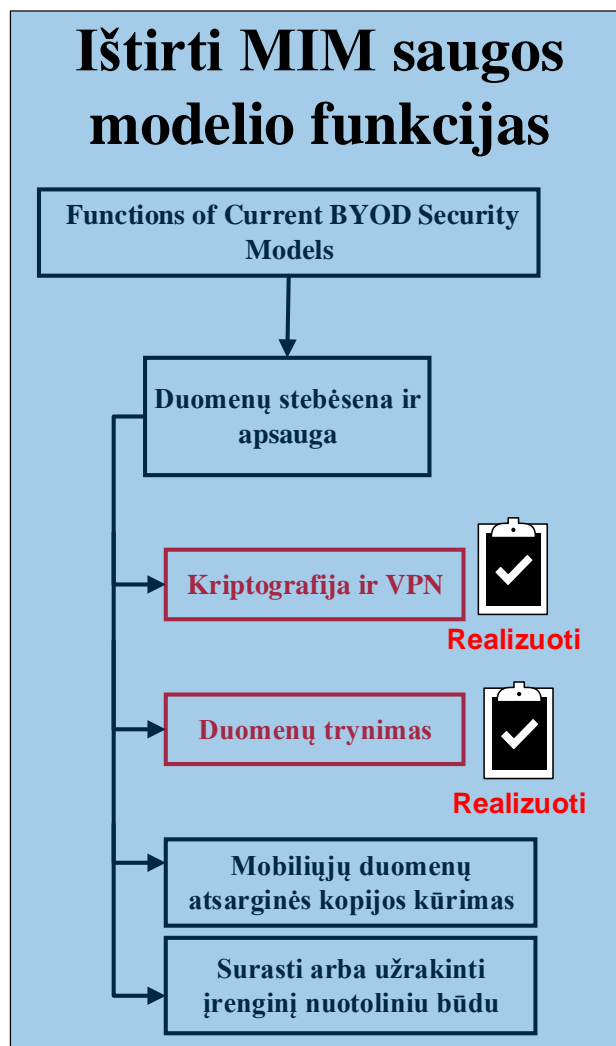 Ištirti MIM saugos
modelio funkcijas
Functions of Current BYOD Security
Models
Duomenų stebėsena ir
apsauga
Kriptografija ir VPN
Realizuoti
Duomenų trynimas
Realizuoti
Mobiliųjų duomenų
atsarginės kopijos kūrimas
Surasti arba užrakinti
įrenginį nuotoliniu būdu